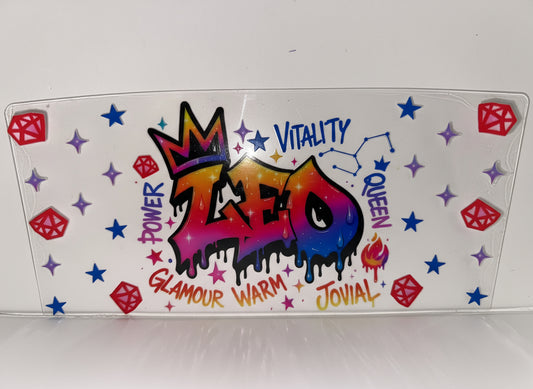 VITALITY
POWER
LEO
QUEEN
GLAMOUR WARM JOVIAL